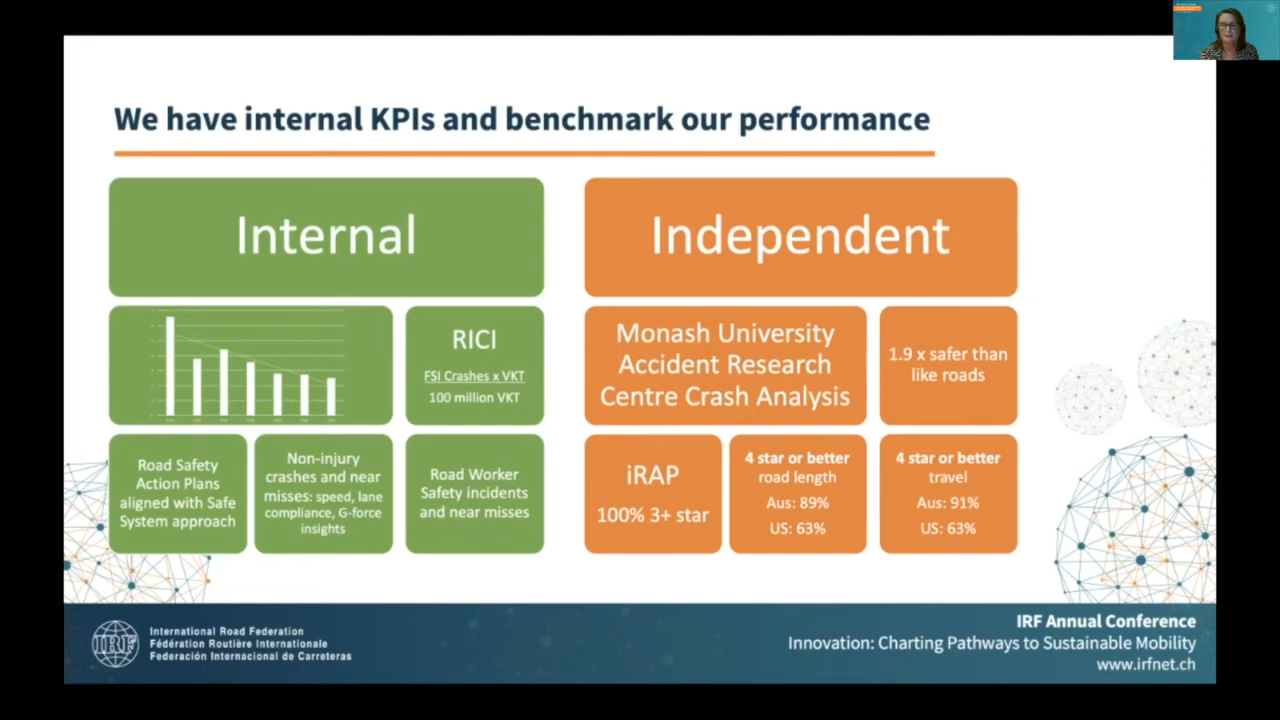 We have internal KPIs and benchmark our performance
Internal
RICI
FSI Crashes x VKT
100 million VKT
Road Safety
Action Plans
aligned with Safe
System approach
Non-injury
crashes and near
misses: speed, lane
compliance, G-force
insights
Road Worker
Safety incidents
and near misses
Independent
Monash University
Accident Research
Centre Crash Analysis
1.9 x safer than
like roads
iRAP
100% 3+ star
4 star or better
road length
Aus: 89%
US: 63%
4 star or better
travel
Aus: 91%
US: 63%
IRF
International Road Federation
Fédération Routière Internationale
Federación Internacional de Carreteras
IRF Annual Conference
Innovation: Charting Pathways to Sustainable Mobility
www.irfnet.ch